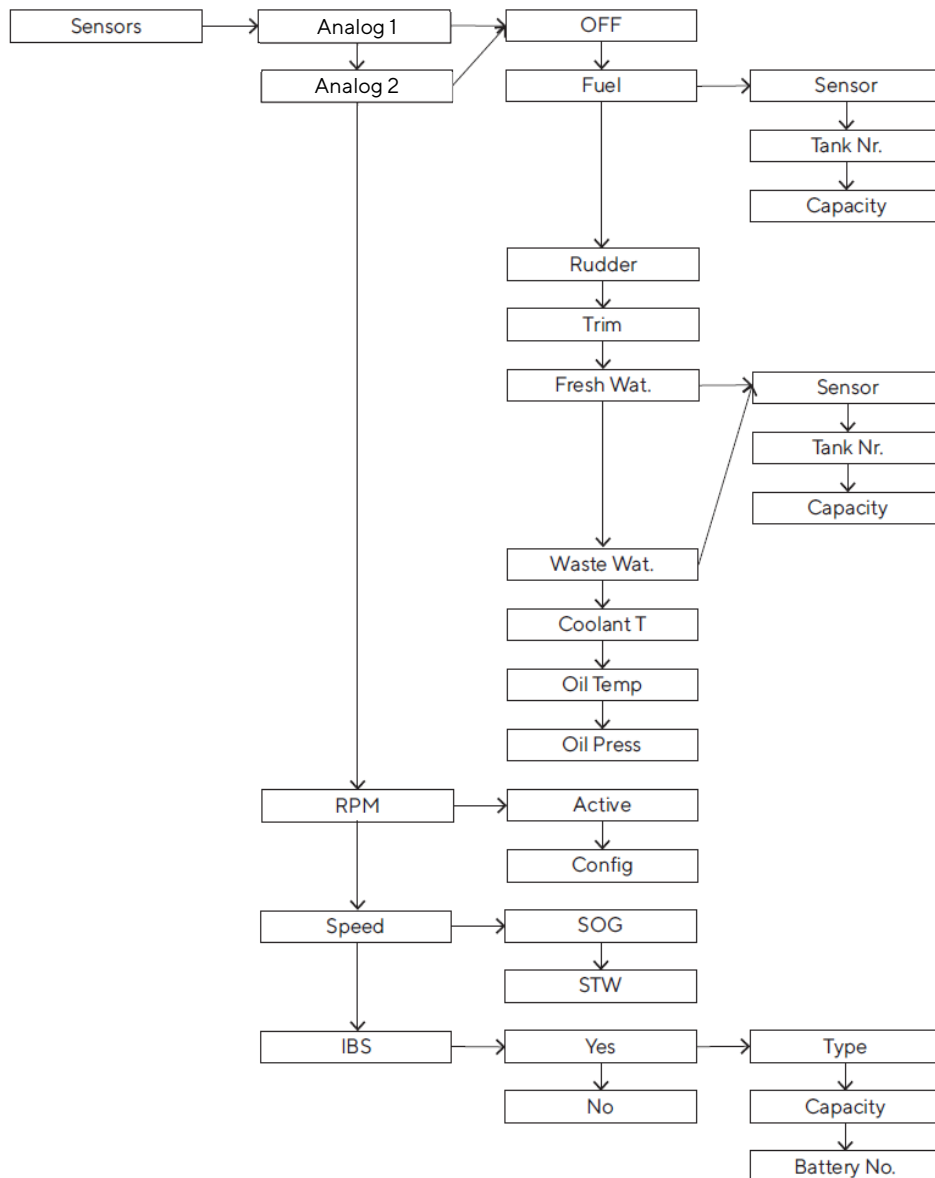 Sensors
Analog 1
OFF
Analog 2
Fuel
Sensor
Tank Nr.
Capacity
Rudder
Trim
Fresh Wat.
Sensor
Tank Nr.
Capacity
Waste Wat.
Coolant T
Oil Temp
Oil Press
RPM
Active
Config
Speed
SOG
STW
IBS
Yes
Type
No
Capacity
Battery No.